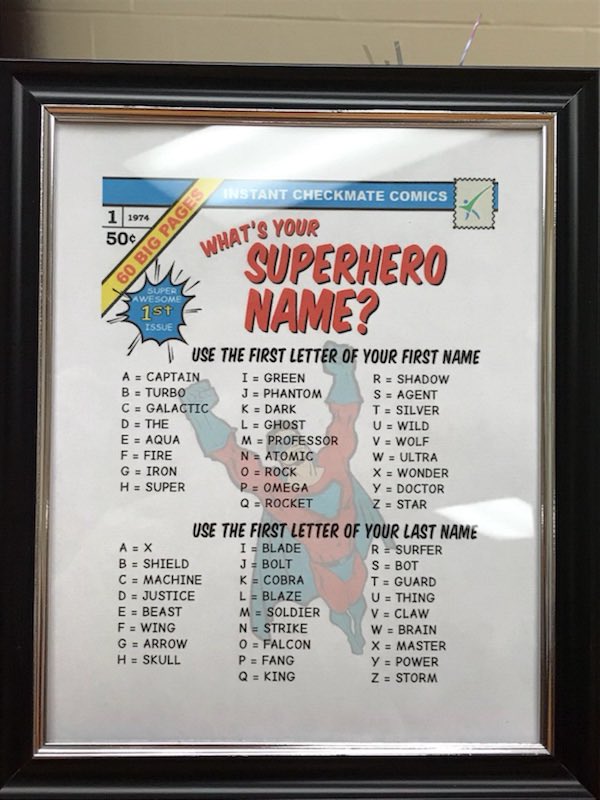 INSTANT CHECKMATE COMICS
1 1974
50¢
60 BIG PAGES
WHAT'S YOUR
SUPERHERO
NAME?
SUPER
AWESOME
1st
ISSUE
USE THE FIRST LETTER OF YOUR FIRST NAME
A = CAPTAIN
B = TURBO
C = GALACTIC
D = THE
E = AQUA
F = FIRE
G = IRON
H = SUPER
I = GREEN
J = PHANTOM
K = DARK
L = GHOST
M = PROFESSOR
N = ATOMIC
O = ROCK
P = OMEGA
Q = ROCKET
R = SHADOW
S = AGENT
T = SILVER
U = WILD
V = WOLF
W = ULTRA
X = WONDER
Y = DOCTOR
Z = STAR
USE THE FIRST LETTER OF YOUR LAST NAME
A = X
B = SHIELD
C = MACHINE
D = JUSTICE
E = BEAST
F = WING
G = ARROW
H = SKULL
I = BLADE
J = BOLT
K = COBRA
L = BLAZE
M = SOLDIER
N = STRIKE
O = FALCON
P = FANG
Q = KING
R = SURFER
S = BOT
T = GUARD
U = THING
V = CLAW
W = BRAIN
X = MASTER
Y = POWER
Z = STORM